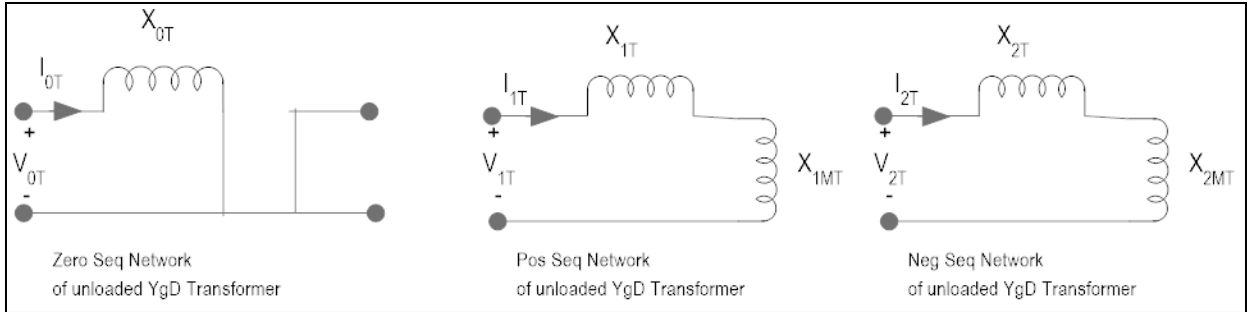 X0T
I0T
+
V0T
-
Zero Seq Network
of unloaded YgD Transformer
X1T
I1T
+
V1T
-
X1MT
Pos Seq Network
of unloaded YgD Transformer
X2T
I2T
+
V2T
-
X2MT
Neg Seq Network
of unloaded YgD Transformer